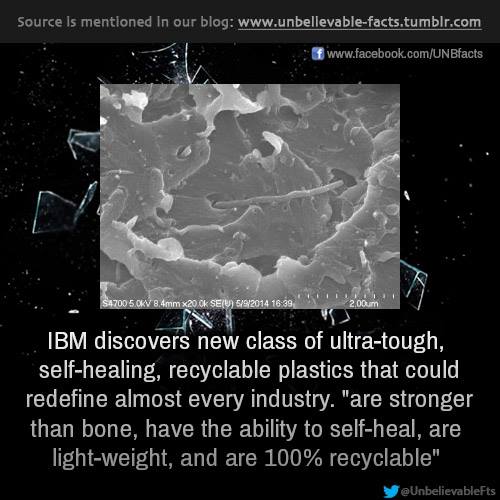 Source is mentioned in our blog: www.unbelievable-facts.tumblr.com
f www.facebook.com/UNBfacts
S4700 5.0kV 8.4mm x20.0k SE(U) 5/9/2014 16:39 2.00um
IBM discovers new class of ultra-tough,
self-healing, recyclable plastics that could
redefine almost every industry. "are stronger
than bone, have the ability to self-heal, are
light-weight, and are 100% recyclable"
@UnbelievableFts